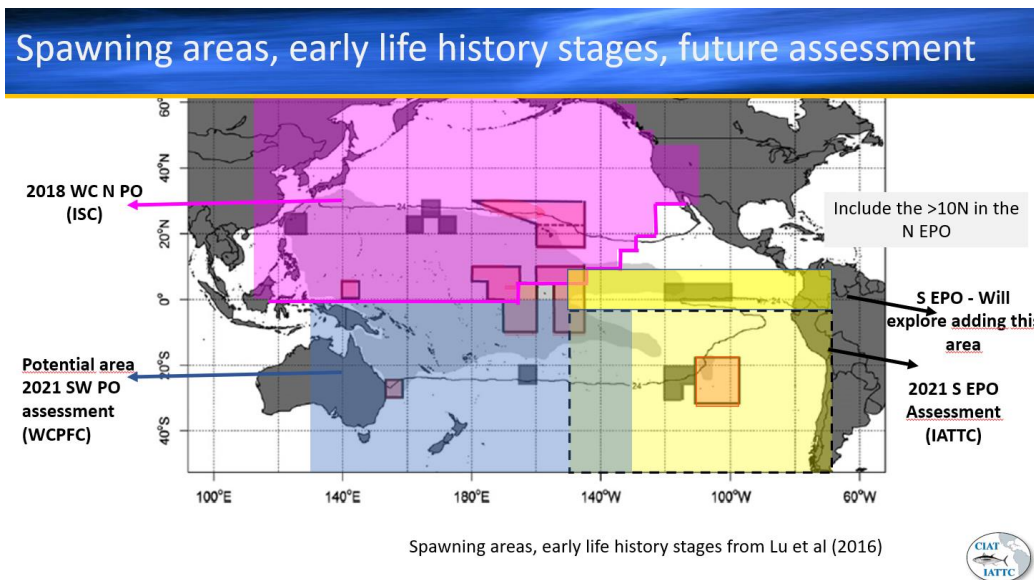 Spawning areas, early life history stages, future assessment
60°
40°N
20°N
0°
20°S
40°S
24
24
24
100°E
140°E
180°W
140°W
100°W
60°W
2018 WC N PO
(ISC)
Potential area
2021 SW PO
assessment
(WCPFC)
Include the >10N in the
N EPO
S EPO - Will
explore adding this
area
2021 S EPO
Assessment
(IATTC)
Spawning areas, early life history stages from Lu et al (2016)
CIAT
IATTC